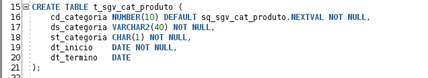 15 CREATE TABLE t_sgv_cat_produto (
16 cd_categoria NUMBER(10) DEFAULT sq_sgv_cat_produto.NEXTVAL NOT NULL,
17 ds_categoria VARCHAR2(40) NOT NULL,
18 st_categoria CHAR(1) NOT NULL,
19 dt_inicio DATE NOT NULL,
20 dt_termino DATE
21 );